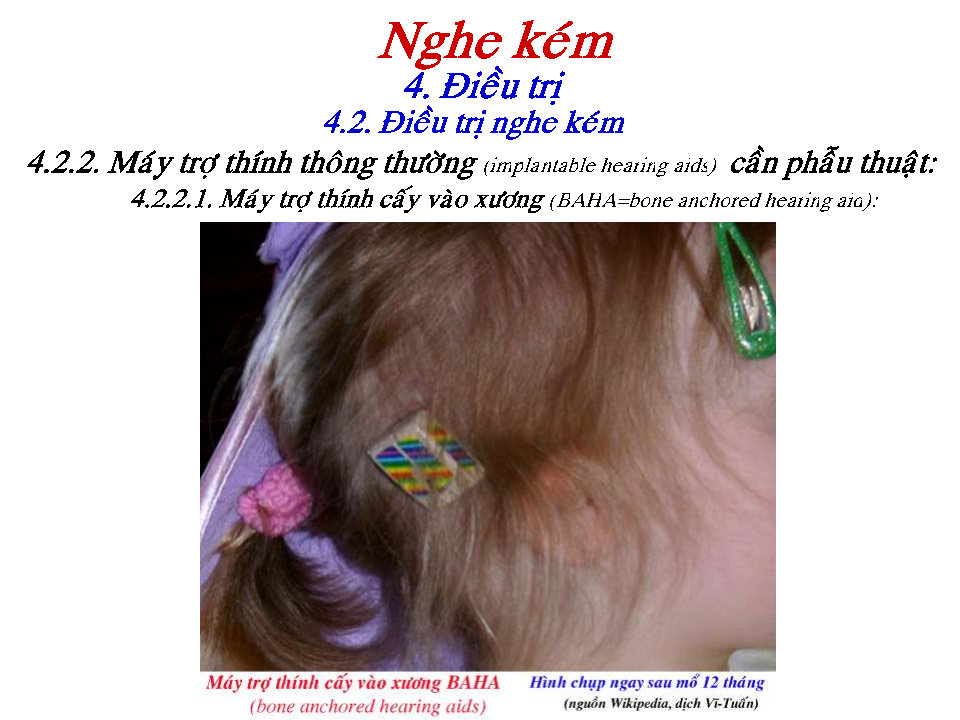 Nghe kém
4. Điều trị
4.2. Điều trị nghe kém
4.2.2. Máy trợ thính thông thường (implantable hearing aids) cần phẫu thuật:
4.2.2.1. Máy trợ thính cấy vào xương (BAHA=bone anchored hearing aid):
Máy trợ thính cấy vào xương BAHA
(bone anchored hearing aids)
Hình chụp ngay sau mổ 12 tháng
(nguồn Wikipedia, dịch Vĩ-Tuấn)